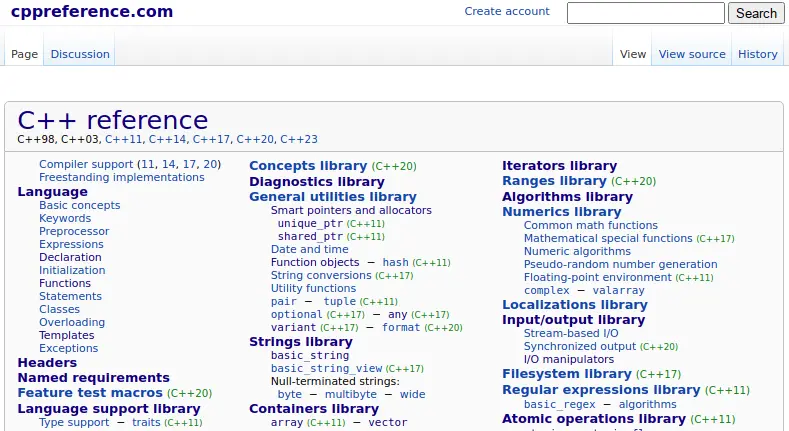 cppreference.com
Create account
Search
Page
Discussion
View
View source
History
C++ reference
C++98, C++03, C++11, C++14, C++17, C++20, C++23
Compiler support (11, 14, 17, 20)
Freestanding implementations
Language
Basic concepts
Keywords
Preprocessor
Expressions
Declaration
Initialization
Functions
Statements
Classes
Overloading
Templates
Exceptions
Headers
Named requirements
Feature test macros (C++20)
Language support library
Type support − traits (C++11)
Concepts library (C++20)
Diagnostics library
General utilities library
Smart pointers and allocators
unique_ptr (C++11)
shared_ptr (C++11)
Date and time
Function objects − hash (C++11)
String conversions (C++17)
Utility functions
pair − tuple (C++11)
optional (C++17) − any (C++17)
variant (C++17) − format (C++20)
Strings library
basic_string
basic_string_view (C++17)
Null-terminated strings:
byte − multibyte − wide
Containers library
array (C++11) − vector
Iterators library
Ranges library (C++20)
Algorithms library
Numerics library
Common math functions
Mathematical special functions (C++17)
Numeric algorithms
Pseudo-random number generation
Floating-point environment (C++11)
complex − valarray
Localizations library
Input/output library
Stream-based I/O
Synchronized output (C++20)
I/O manipulators
Filesystem library (C++17)
Regular expressions library (C++11)
basic_regex − algorithms
Atomic operations library (C++11)